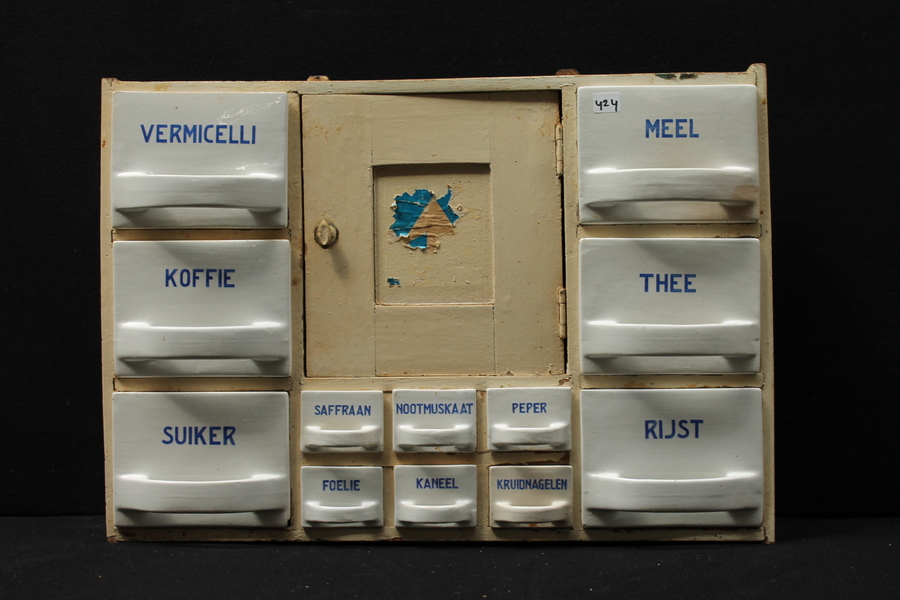 VERMICELLI
424
MEEL
KOFFIE
THEE
SUIKER
SAFFRAAN
NOOTMUSKAAT
PEPER
RIJST
FOELIE
KANEEL
KRUIDNAGELEN